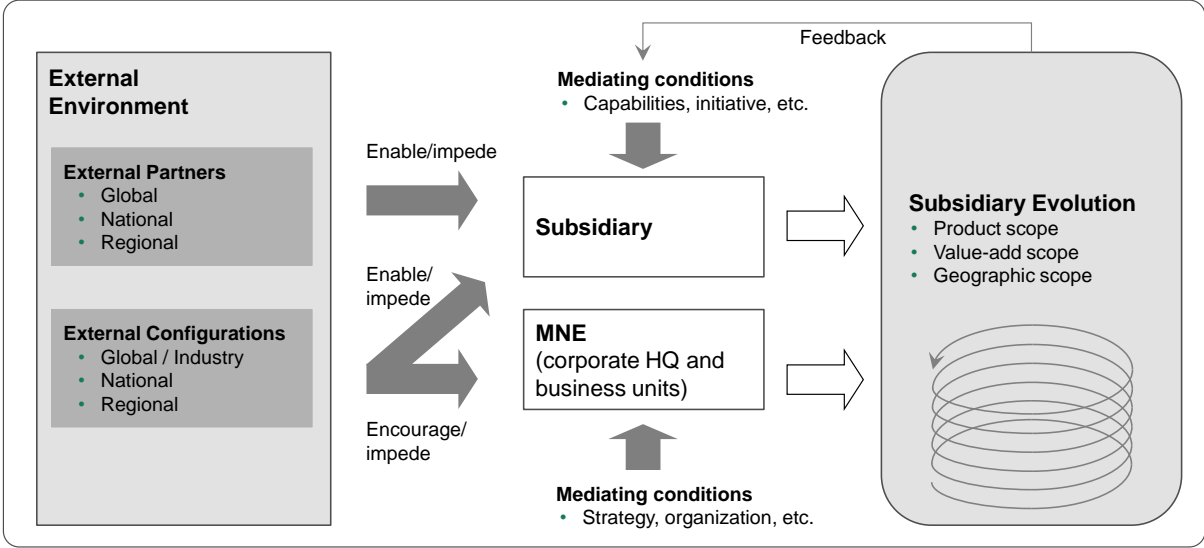 External
Environment
External Partners
• Global
• National
• Regional
External Configurations
• Global / Industry
• National
• Regional
Enable/impede
Enable/
impede
Encourage/
impede
Feedback
Mediating conditions
• Capabilities, initiative, etc.
Subsidiary
MNE
(corporate HQ and
business units)
Mediating conditions
• Strategy, organization, etc.
Subsidiary Evolution
• Product scope
• Value-add scope
• Geographic scope